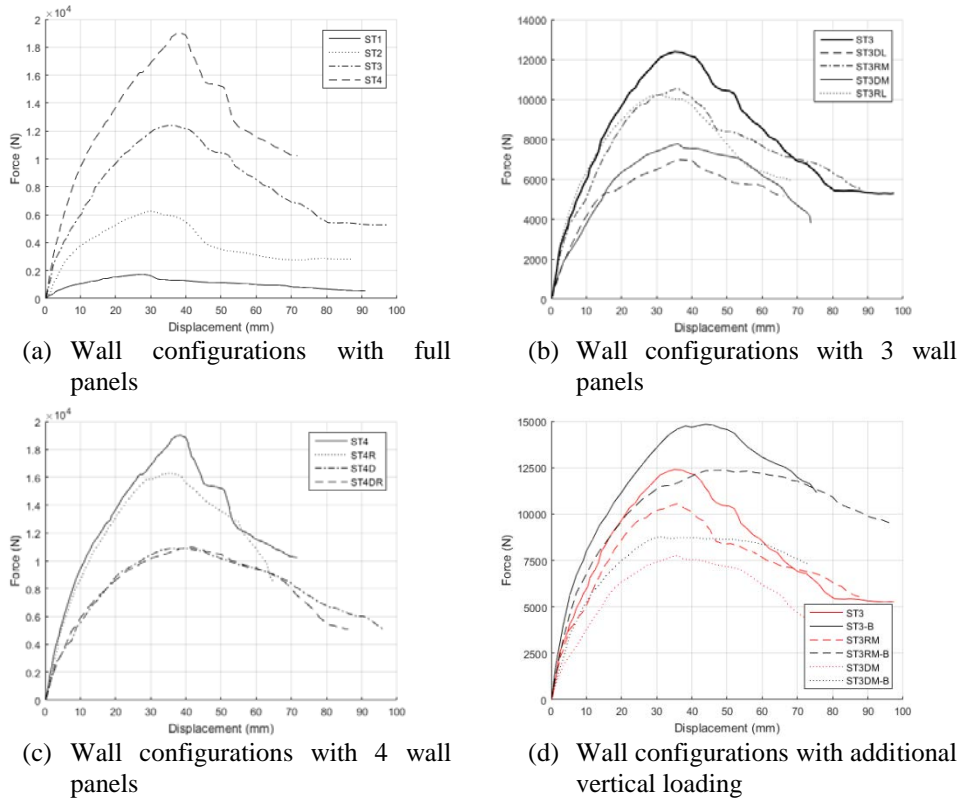 ×10⁴
2
1.8
1.6
1.4
1.2
1
0.8
0.6
0.4
0.2
0
Force (N)
ST1
ST2
ST3
ST4
0 10 20 30 40 50 60 70 80 90 100
Displacement (mm)
(a) Wall configurations with full
panels
14000
12000
10000
8000
6000
4000
2000
0
Force (N)
ST3
ST3DL
ST3RM
ST3DM
ST3RL
0 10 20 30 40 50 60 70 80 90 100
Displacement (mm)
(b) Wall configurations with 3 wall
panels
×10⁴
2
1.8
1.6
1.4
1.2
1
0.8
0.6
0.4
0.2
0
Force (N)
ST4
ST4R
ST4D
ST4DR
0 10 20 30 40 50 60 70 80 90 100
Displacement (mm)
(c) Wall configurations with 4 wall
panels
15000
12500
10000
7500
5000
2500
0
Force (N)
ST3
ST3-B
ST3RM
ST3RM-B
ST3DM
ST3DM-B
0 10 20 30 40 50 60 70 80 90 100
Displacement (mm)
(d) Wall configurations with additional
vertical loading